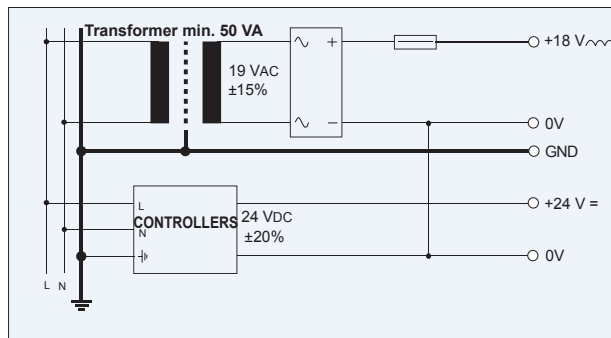 Transformer min. 50 VA
19 VAC
±15%
+
−
+18 V
0V
GND
L
N
CONTROLLERS
24 VDC
±20%
+24 V =
0V
L N